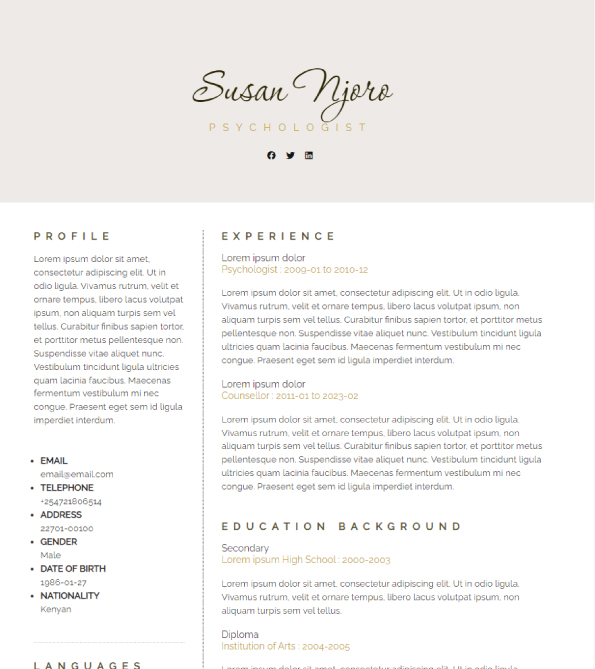 Susan Njoro
PSYCHOLOGIST
PROFILE
Lorem ipsum dolor sit amet,
consectetur adipiscing elit. Ut in
odio ligula. Vivamus rutrum, velit et
ornare tempus, libero lacus volutpat
ipsum, non aliquam turpis sem vel
tellus. Curabitur finibus sapien tortor,
et porttitor metus pellentesque non.
Suspendisse vitae aliquet nunc.
Vestibulum tincidunt ligula ultricies
quam lacinia faucibus. Maecenas
fermentum vestibulum mi nec
congue. Praesent eget sem id ligula
imperdiet interdum.
EMAIL
email@email.com
TELEPHONE
+254721806514
ADDRESS
22701-00100
GENDER
Male
DATE OF BIRTH
1986-01-27
NATIONALITY
Kenyan
LANGUAGES
EXPERIENCE
Lorem ipsum dolor
Psychologist : 2009-01 to 2010-12
Lorem ipsum dolor sit amet, consectetur adipiscing elit. Ut in odio ligula.
Vivamus rutrum, velit et ornare tempus, libero lacus volutpat ipsum, non
aliquam turpis sem vel tellus. Curabitur finibus sapien tortor, et porttitor metus
pellentesque non. Suspendisse vitae aliquet nunc. Vestibulum tincidunt ligula
ultricies quam lacinia faucibus. Maecenas fermentum vestibulum mi nec
congue. Praesent eget sem id ligula imperdiet interdum.
Lorem ipsum dolor
Counsellor : 2011-01 to 2023-02
Lorem ipsum dolor sit amet, consectetur adipiscing elit. Ut in odio ligula.
Vivamus rutrum, velit et ornare tempus, libero lacus volutpat ipsum, non
aliquam turpis sem vel tellus. Curabitur finibus sapien tortor, et porttitor metus
pellentesque non. Suspendisse vitae aliquet nunc. Vestibulum tincidunt ligula
ultricies quam lacinia faucibus. Maecenas fermentum vestibulum mi nec
congue. Praesent eget sem id ligula imperdiet interdum.
EDUCATION BACKGROUND
Secondary
Lorem ipsum High School : 2000-2003
Lorem ipsum dolor sit amet, consectetur adipiscing elit. Ut in odio ligula.
Vivamus rutrum, velit et ornare tempus, libero lacus volutpat ipsum, non
aliquam turpis sem vel tellus.
Diploma
Institution of Arts : 2004-2005